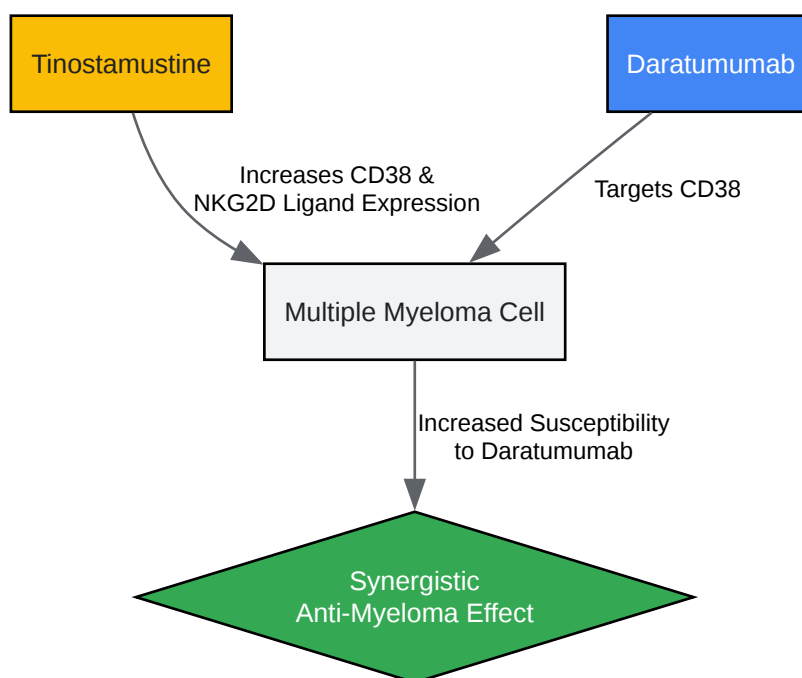 Tinostamustine
Daratumumab
Increases CD38 &
NKG2D Ligand Expression
Targets CD38
Multiple Myeloma Cell
Increased Susceptibility
to Daratumumab
Synergistic
Anti-Myeloma Effect